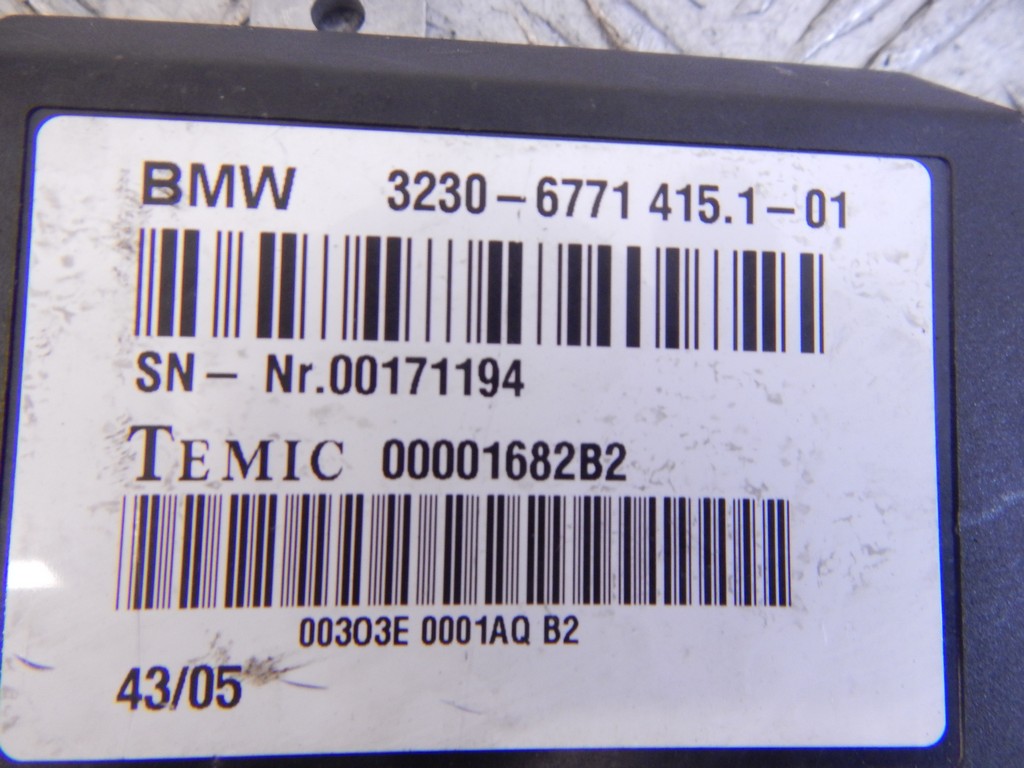 BMW 3230-6771 415.1-01
SN- Nr.00171194
TEMIC 00001682B2
00303E 0001AQ B2
43/05